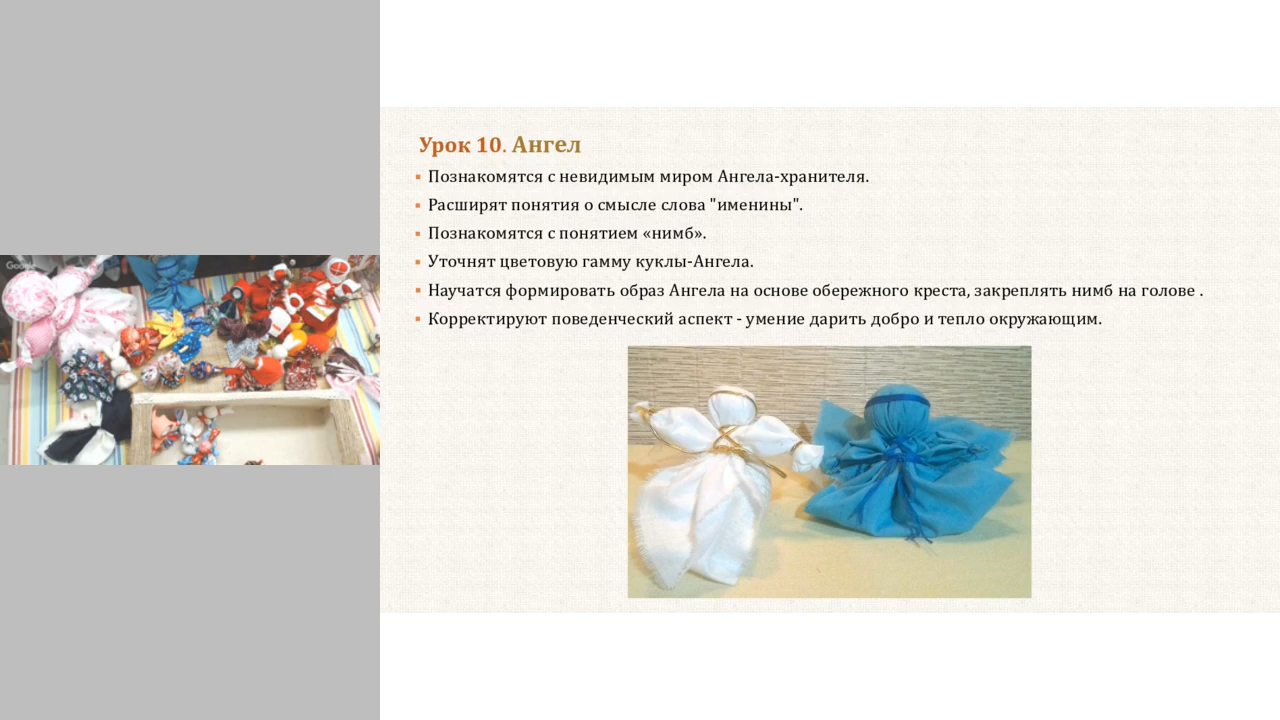 Урок 10. Ангел
Познакомятся с невидимым миром Ангела-хранителя.
Расширят понятия о смысле слова "именины".
Познакомятся с понятием «нимб».
Уточнят цветовую гамму куклы-Ангела.
Научатся формировать образ Ангела на основе обережного креста, закреплять нимб на голове .
Корректируют поведенческий аспект - умение дарить добро и тепло окружающим.
Google